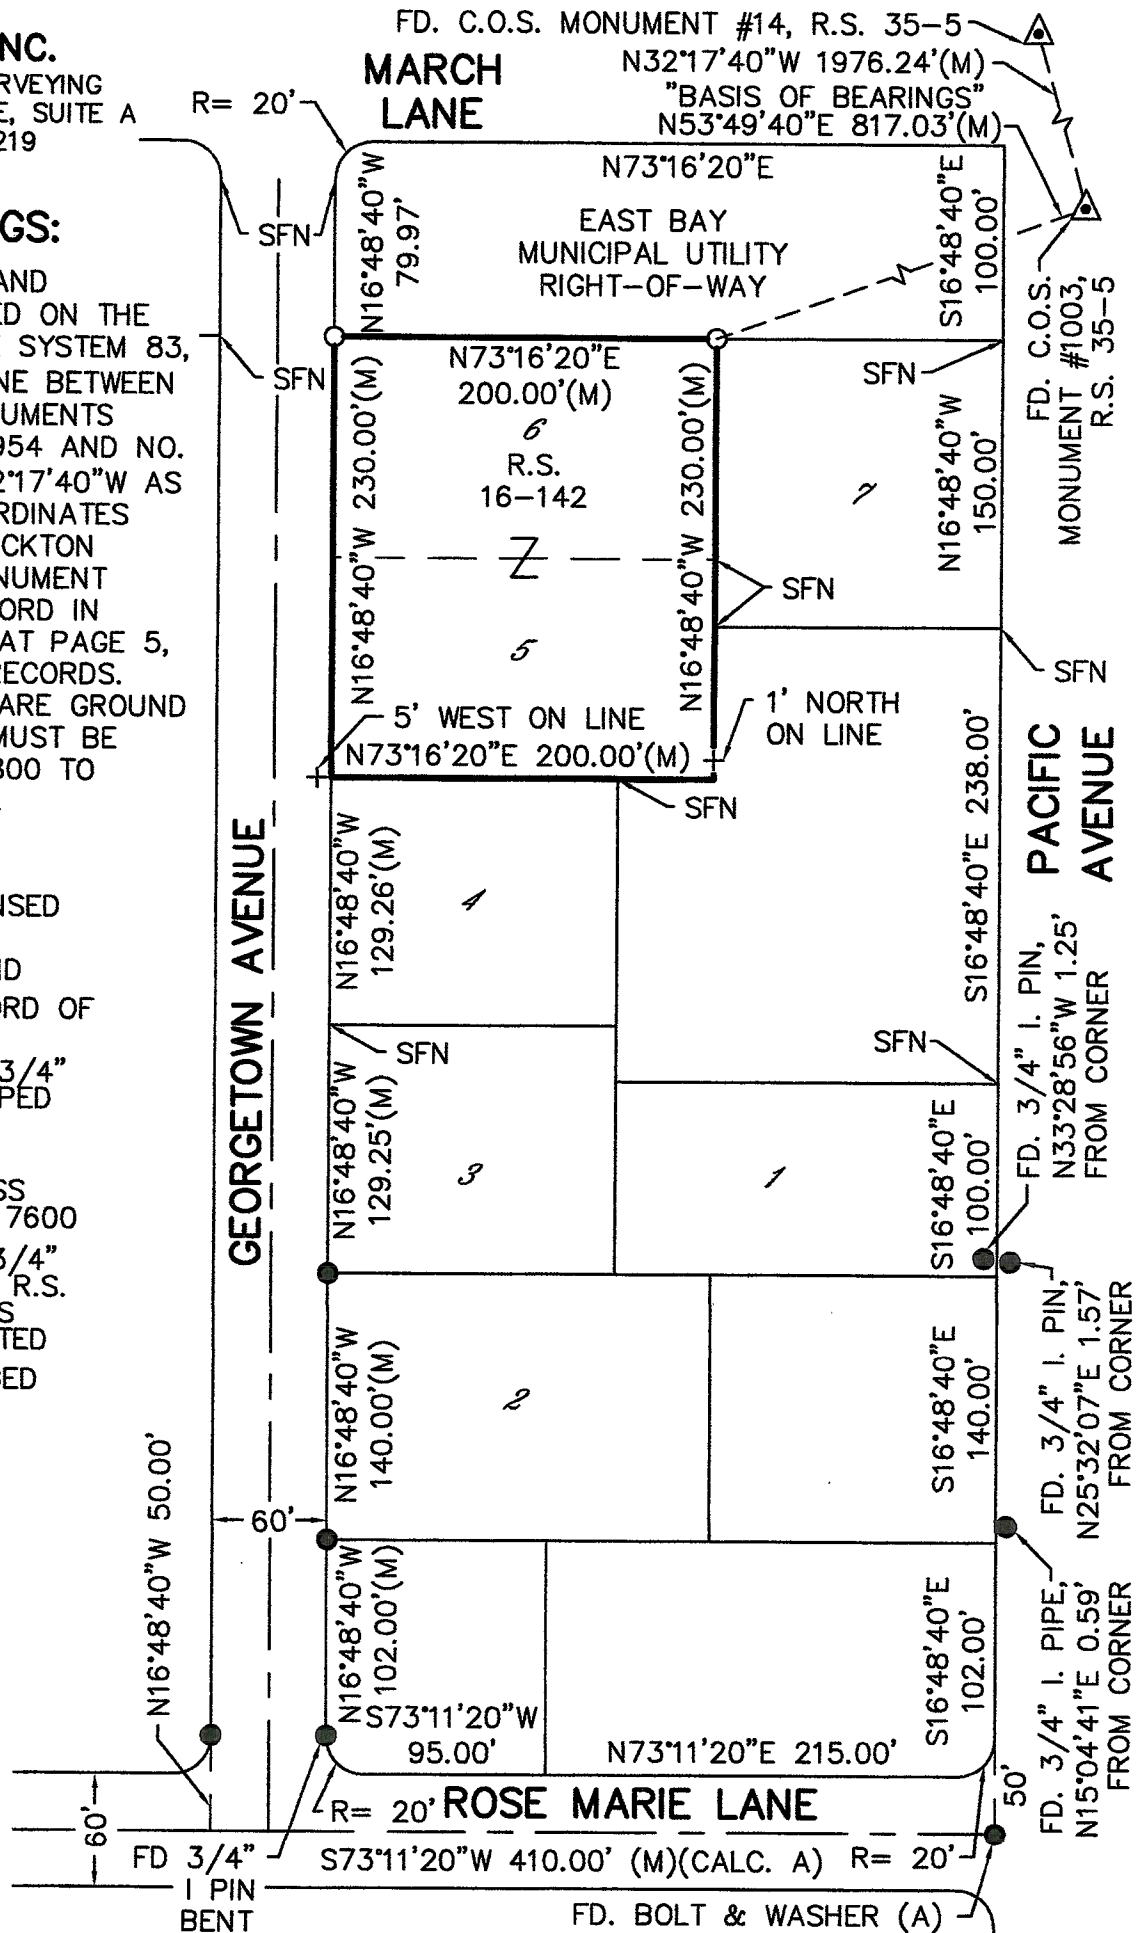 NC.
RVEYING
E, SUITE A
219
GS:
AND
ED ON THE
E SYSTEM 83,
NE BETWEEN
UMENTS
954 AND NO.
2°17'40"W AS
RDINATES
CKTON
NUMENT
ORD IN
AT PAGE 5,
RECORDS.
ARE GROUND
MUST BE
300 TO
NSED
ND
ORD OF
3/4"
PED
SS
7600
3/4"
R.S.
S
TED
SED
FD. C.O.S. MONUMENT #14, R.S. 35-5
N32°17'40"W 1976.24'(M)
"BASIS OF BEARINGS"
N53°49'40"E 817.03'(M)
MARCH
LANE
R= 20'
N73°16'20"E
N16°48'40"W
79.97'
EAST BAY
MUNICIPAL UTILITY
RIGHT-OF-WAY
S16°48'40"E
100.00'
SFN
FD. C.O.S.
MONUMENT #1003,
R.S. 35-5
SFN
N73°16'20"E
200.00'(M)
6
R.S.
16-142
N16°48'40"W 230.00'(M)
N16°48'40"W 230.00'(M)
SFN
7
N16°48'40"W
150.00'
SFN
5
SFN
5' WEST ON LINE
N73°16'20"E 200.00'(M)
1' NORTH
ON LINE
SFN
PACIFIC
AVENUE
GEORGETOWN AVENUE
N16°48'40"W
129.26'(M)
4
S16°48'40"E 238.00'
SFN
SFN
FD. 3/4" I. PIN,
N33°28'56"W 1.25'
FROM CORNER
N16°48'40"W
129.25'(M)
3
1
S16°48'40"E
100.00'
FD. 3/4" I. PIN,
N25°32'07"E 1.57'
FROM CORNER
N16°48'40"W
140.00'(M)
2
S16°48'40"E
140.00'
N16°48'40"W 50.00'
60'
N16°48'40"W
102.00'(M)
S16°48'40"E
102.00'
FD. 3/4" I. PIPE,
N15°04'41"E 0.59'
FROM CORNER
S73°11'20"W
95.00'
N73°11'20"E 215.00'
50'
60'
R= 20'
ROSE MARIE LANE
FD 3/4"
I PIN
BENT
S73°11'20"W 410.00' (M)(CALC. A)
R= 20'
FD. BOLT & WASHER (A)